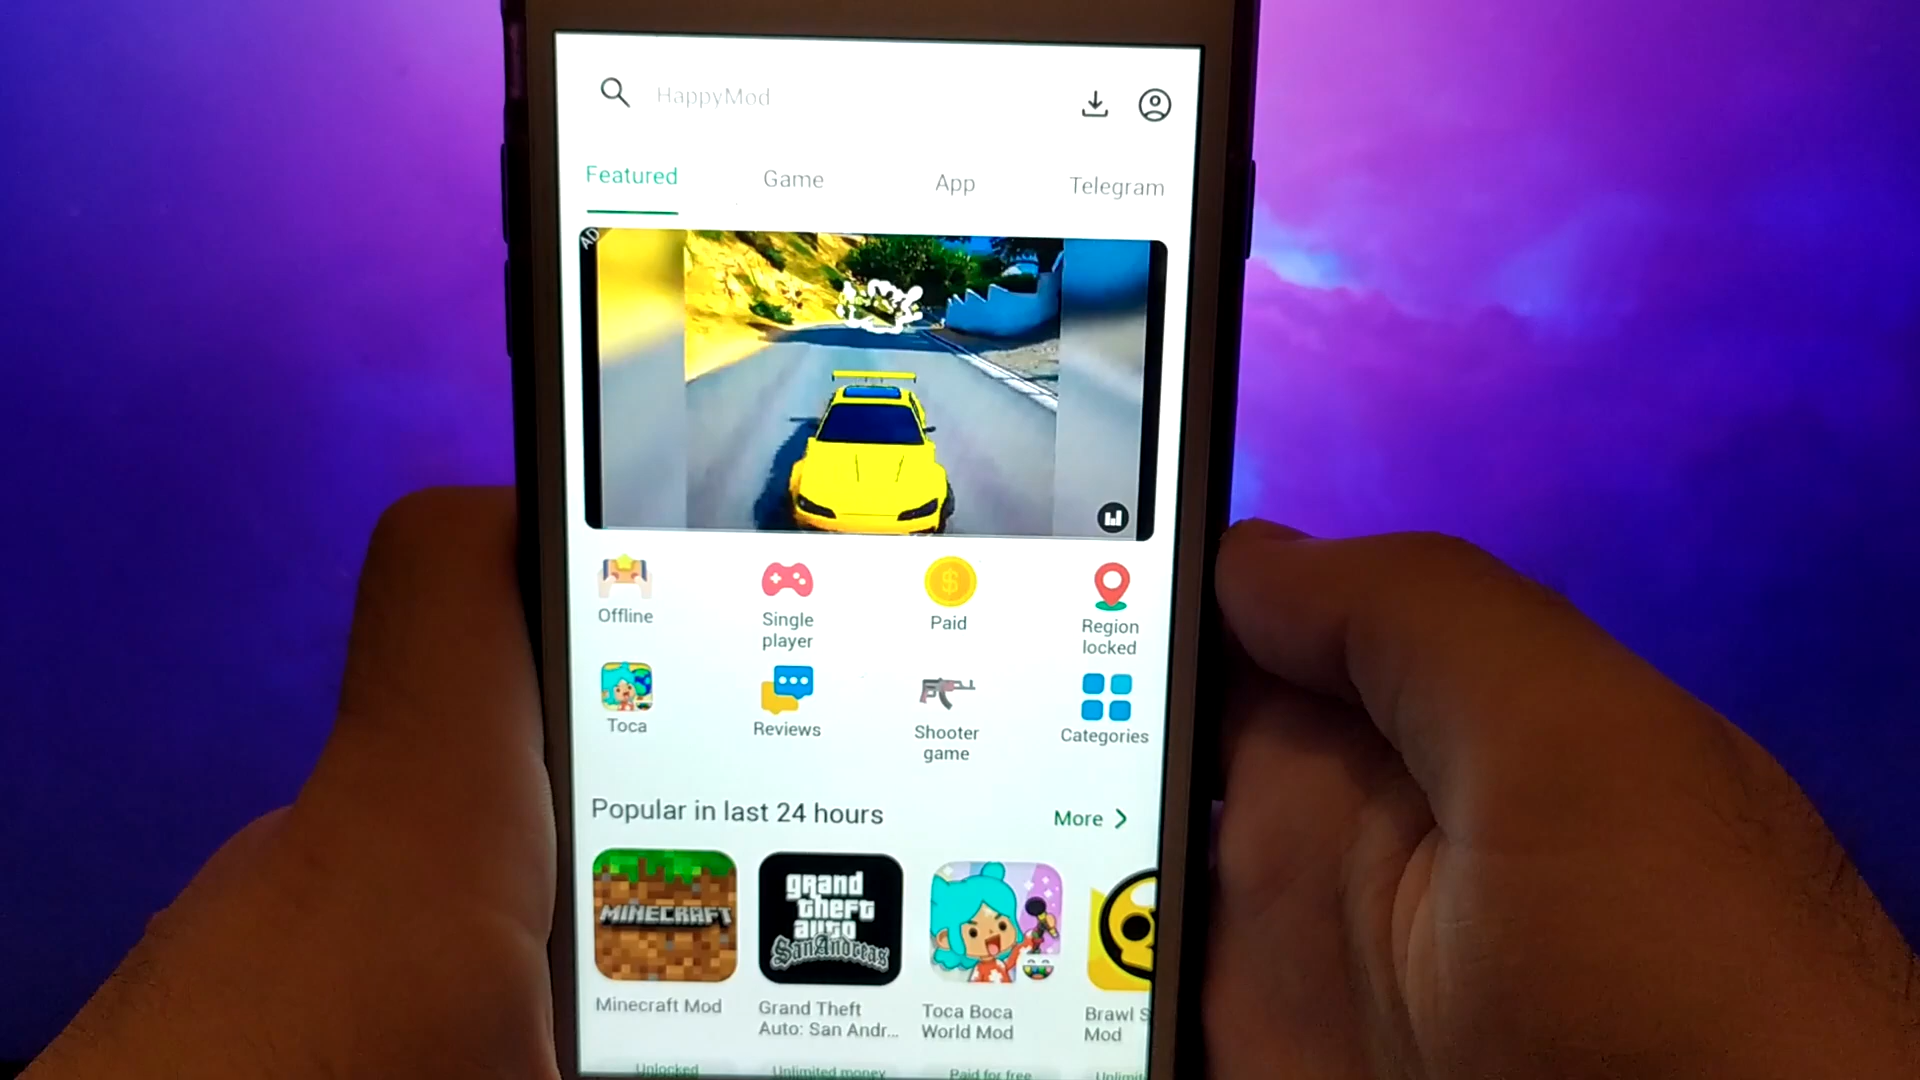 HappyMod
Featured
Game
App
Telegram
AD
Offline
Single
player
Paid
$
Region
locked
Toca
Reviews
Shooter
game
Categories
Popular in last 24 hours
More
MINECRAFT
grand
theft
auto
San Andreas
Minecraft Mod
Grand Theft
Auto: San Andr...
Toca Boca
World Mod
Brawl S
Mod
Unlocked
Unlimited money
Paid for free
Unlimit